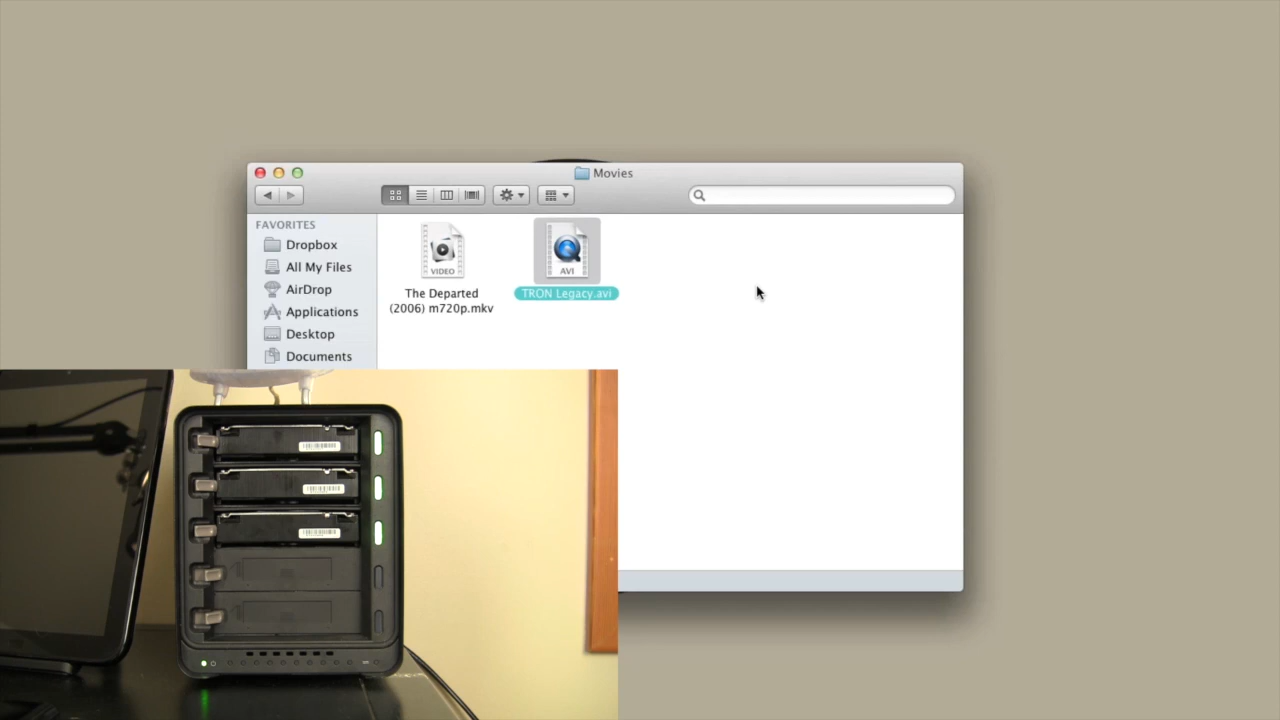 Movies
FAVORITES
Dropbox
All My Files
AirDrop
Applications
Desktop
Documents
VIDEO
The Departed
(2006) m720p.mkv
AVI
TRON Legacy.avi